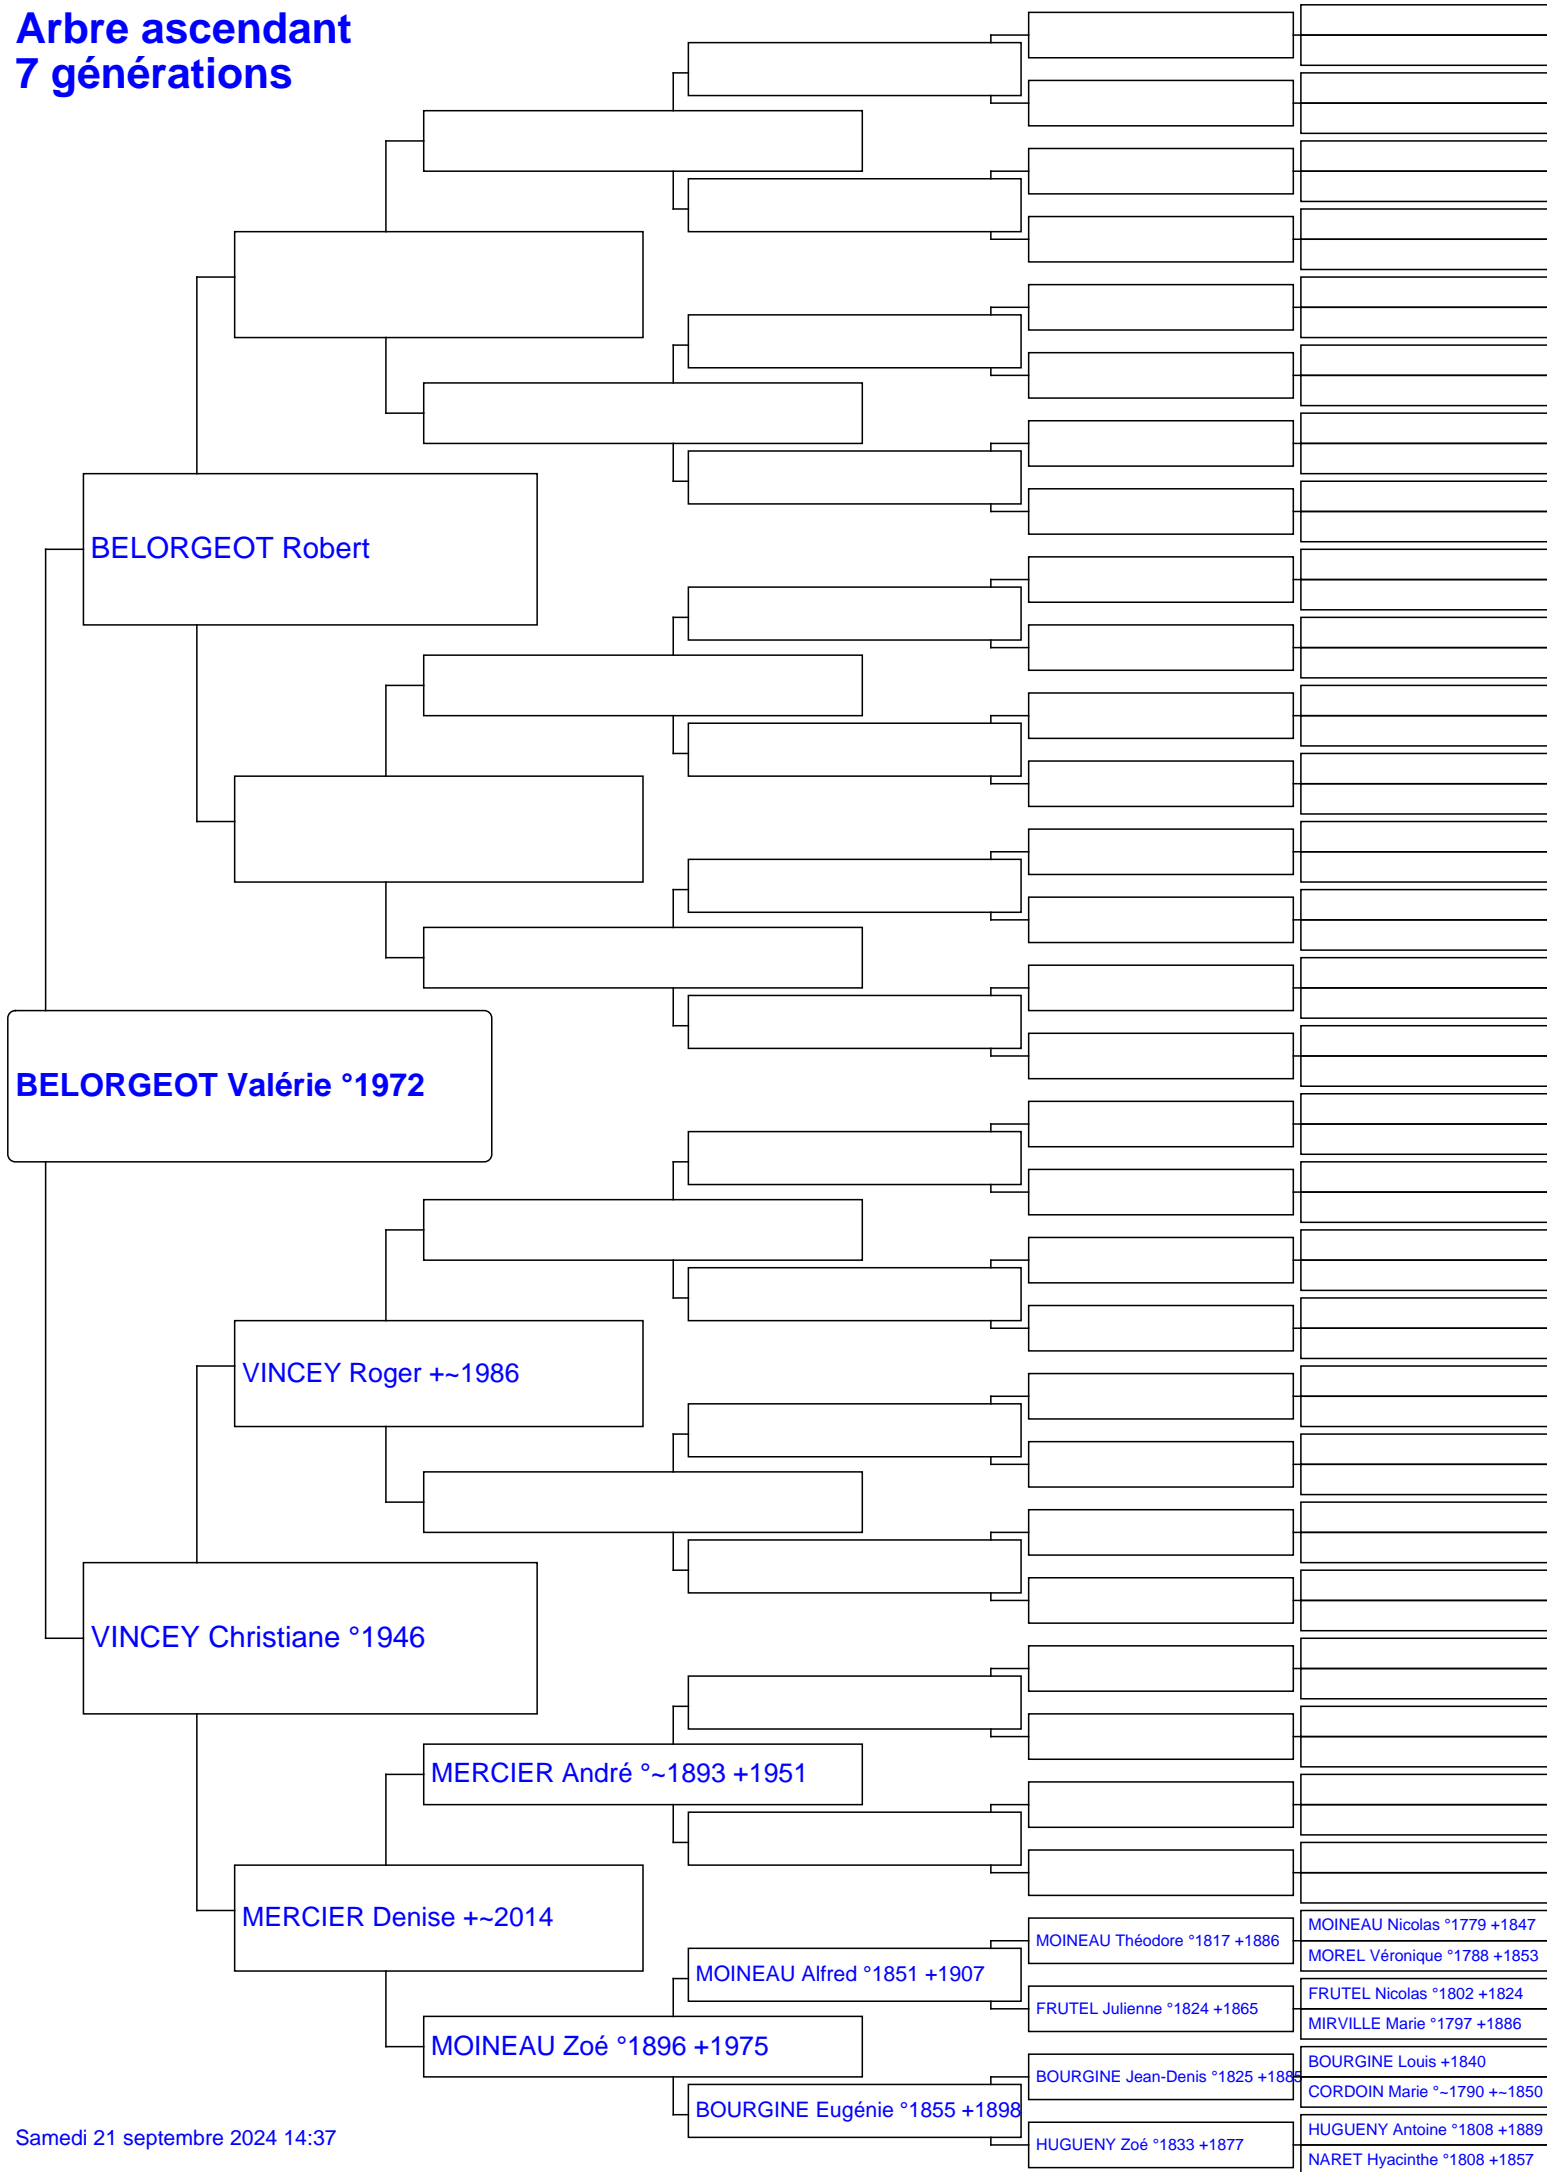 Arbre ascendant
7 générations
BELORGEOT Robert
BELORGEOT Valérie °1972
VINCEY Roger +~1986
VINCEY Christiane °1946
MERCIER André °~1893 +1951
MERCIER Denise +~2014
MOINEAU Nicolas °1779 +1847
MOINEAU Théodore °1817 +1886
MOREL Véronique °1788 +1853
MOINEAU Alfred °1851 +1907
FRUTEL Nicolas °1802 +1824
FRUTEL Julienne °1824 +1865
MIRVILLE Marie °1797 +1886
MOINEAU Zoé °1896 +1975
BOURGINE Louis +1840
BOURGINE Jean-Denis °1825 +1885
CORDOIN Marie °~1790 +~1850
BOURGINE Eugénie °1855 +1898
HUGUENY Antoine °1808 +1889
HUGUENY Zoé °1833 +1877
NARET Hyacinthe °1808 +1857
Samedi 21 septembre 2024 14:37